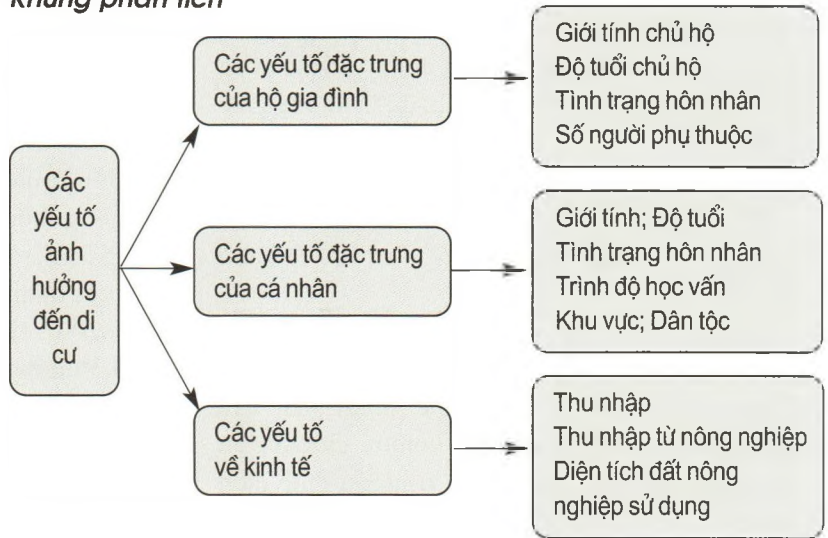 Khung phân tích
Các
yếu tố
ảnh
hưởng
đến di
cư
Các yếu tố đặc trưng
của hộ gia đình
Giới tính chủ hộ
Độ tuổi chủ hộ
Tình trạng hôn nhân
Số người phụ thuộc
Các yếu tố đặc trưng
của cá nhân
Giới tính; Độ tuổi
Tình trạng hôn nhân
Trình độ học vấn
Khu vực; Dân tộc
Các yếu tố
về kinh tế
Thu nhập
Thu nhập từ nông nghiệp
Diện tích đất nông
nghiệp sử dụng